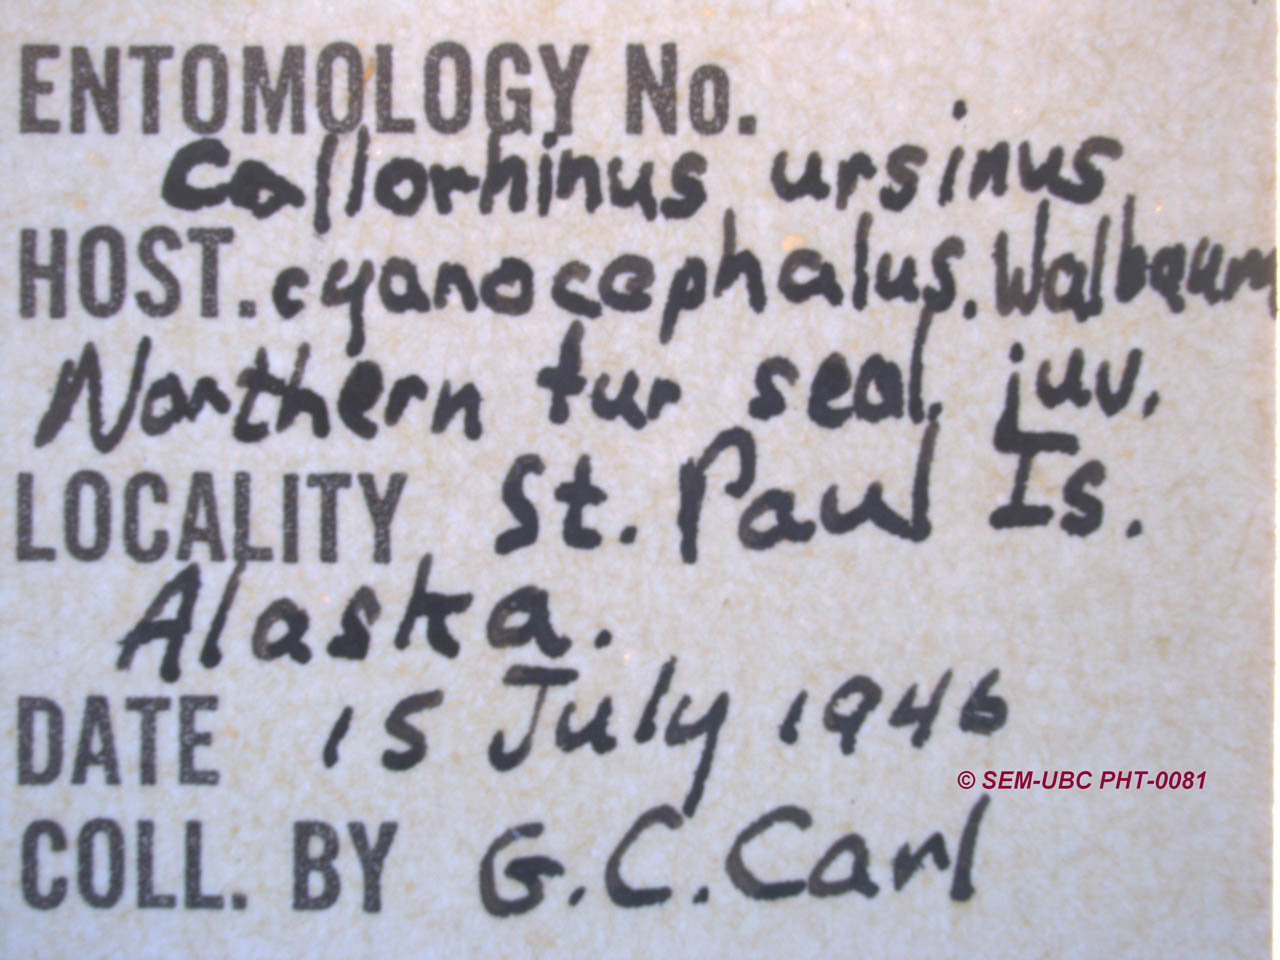 ENTOMOLOGY No.
Callorhinus ursinus
HOST. cyanocephalus. Walbaum
Northern fur seal, juv.
LOCALITY St. Paul Is.
Alaska.
DATE 15 July 1946
© SEM-UBC PHT-0081
COLL. BY G.C. Carl